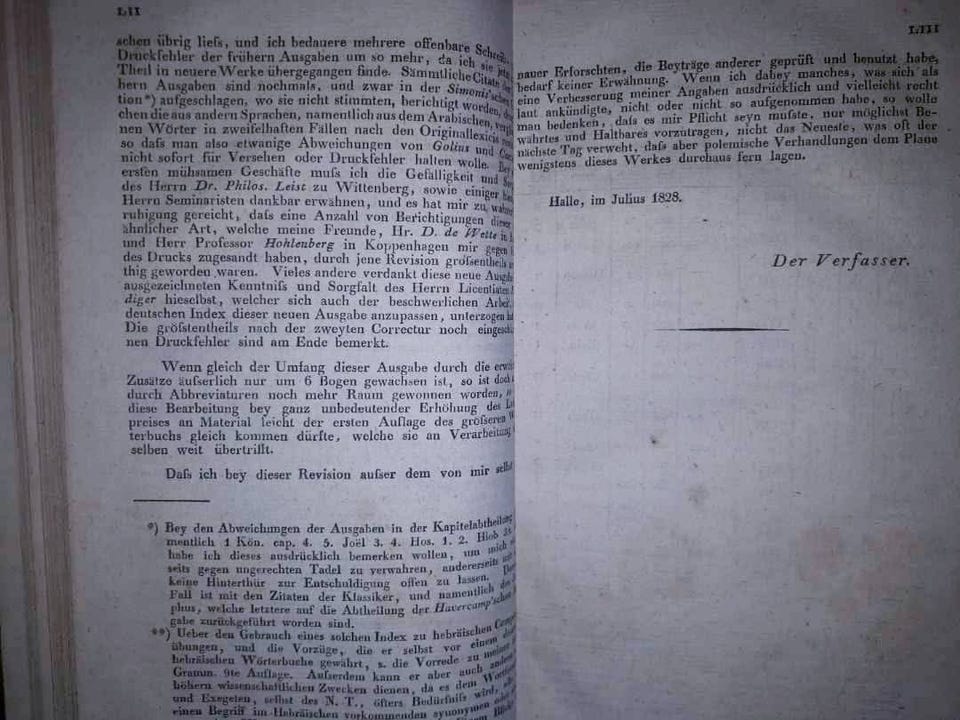 LII
schen übrig liefs, und ich bedauere mehrere offenbare Schreib-
Druckfehler der frühern Ausgaben um so mehr, da ich sie jetzt
Theil in neuere Werke übergegangen finde. Sämmtliche Citate
hern Ausgaben sind nochmals, und zwar in der Simonis'schen
tion*) aufgeschlagen, wo sie nicht stimmten, berichtigt worden,
chen die aus andern Sprachen, namentlich aus dem Arabischen,
nen Wörter in zweifelhaften Fällen nach den Originallexicis
so dafs man also etwanige Abweichungen von Golius und
nicht sofort für Versehen oder Druckfehler halten wolle.
ersten mühsamen Geschäfte mufs ich die Gefälligkeit und
des Herrn Dr. Philos. Leist zu Wittenberg, sowie einiger
Herrn Seminaristen dankbar erwähnen, und es hat mir zu
ruhigung gereicht, dafs eine Anzahl von Berichtigungen dieser
ähnlicher Art, welche meine Freunde, Hr. D. de Wette in
und Herr Professor Hohlenberg in Koppenhagen mir gegen
des Drucks zugesandt haben, durch jene Revision gröfsentheils
thig geworden waren. Vieles andere verdankt diese neue
ausgezeichneten Kenntnifs und Sorgfalt des Herrn Licentiaten
diger hieselbst, welcher sich auch der beschwerlichen Arbeit,
deutschen Index dieser neuen Ausgabe anzupassen, unterzogen
Die gröfstentheils nach der zweyten Correctur noch
nen Druckfehler sind am Ende bemerkt.
Wenn gleich der Umfang dieser Ausgabe durch die
Zusätze äufserlich nur um 6 Bogen gewachsen ist, so ist doch
durch Abbreviaturen noch mehr Raum gewonnen worden,
diese Bearbeitung bey ganz unbedeutender Erhöhung des
preises an Material leicht der ersten Auflage des gröfseren
terbuchs gleich kommen dürfte, welche sie an Verarbeitung
selben weit übertrifft.
Dafs ich bey dieser Revision aufser dem von mir selbst
*) Bey den Abweichungen der Ausgaben in der Kapitelabtheilung
mentlich 1 Kön. cap. 4. 5. Joël 3. 4. Hos. 1. 2. Hiob
habe ich dieses ausdrücklich bemerken wollen, um mich
seits gegen ungerechten Tadel zu verwahren, andererseits
keine Hinterthür zur Entschuldigung offen zu lassen.
Fall ist mit den Zitaten der Klassiker, und namentlich des
phus, welche letztere auf die Abtheilung der Havercamp'schen
gabe zurückgeführt worden sind.
**) Ueber den Gebrauch eines solchen Index zu hebräischen
übungen, und die Vorzüge, die er selbst vor einem
hebräischen Wörterbuche gewährt, s. die Vorrede zu meiner
Gramm. 9te Auflage. Aufserdem kann er aber auch
höhern wissenschaftlichen Zwecken dienen, da es dem
und Exegeten, selbst des N. T., öfters Bedürfnifs wird,
einen Begriff im Hebräischen vorkommenden synonymen
LIII
nauer Erforschten, die Beyträge anderer geprüft und benutzt habe,
bedarf keiner Erwähnung. Wenn ich dabey manches, was sich als
eine Verbesserung meiner Angaben ausdrücklich und vielleicht recht
laut ankündigte, nicht oder nicht so aufgenommen habe, so wolle
man bedenken, dafs es mir Pflicht seyn mufste, nur möglichst Be-
währtes und Haltbares vorzutragen, nicht das Neueste, was oft der
nächste Tag verweht, dafs aber polemische Verhandlungen dem Plane
wenigstens dieses Werkes durchaus fern lagen.
Halle, im Julius 1828.
Der Verfasser.